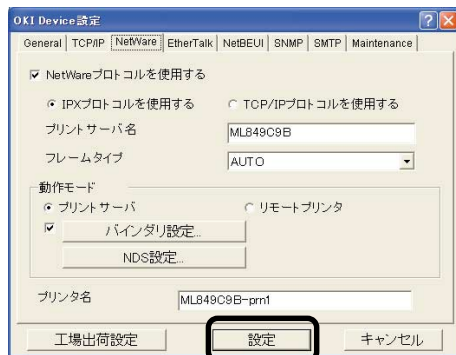 OKI Device設定
General TCP/IP NetWare EtherTalk NetBEUI SNMP SMTP Maintenance
NetWareプロトコルを使用する
IPXプロトコルを使用する TCP/IPプロトコルを使用する
プリントサーバ名 ML849C9B
フレームタイプ AUTO
動作モード
プリントサーバ リモートプリンタ
バインダリ設定...
NDS設定...
プリンタ名 ML849C9B-prn1
工場出荷設定 設定 キャンセル